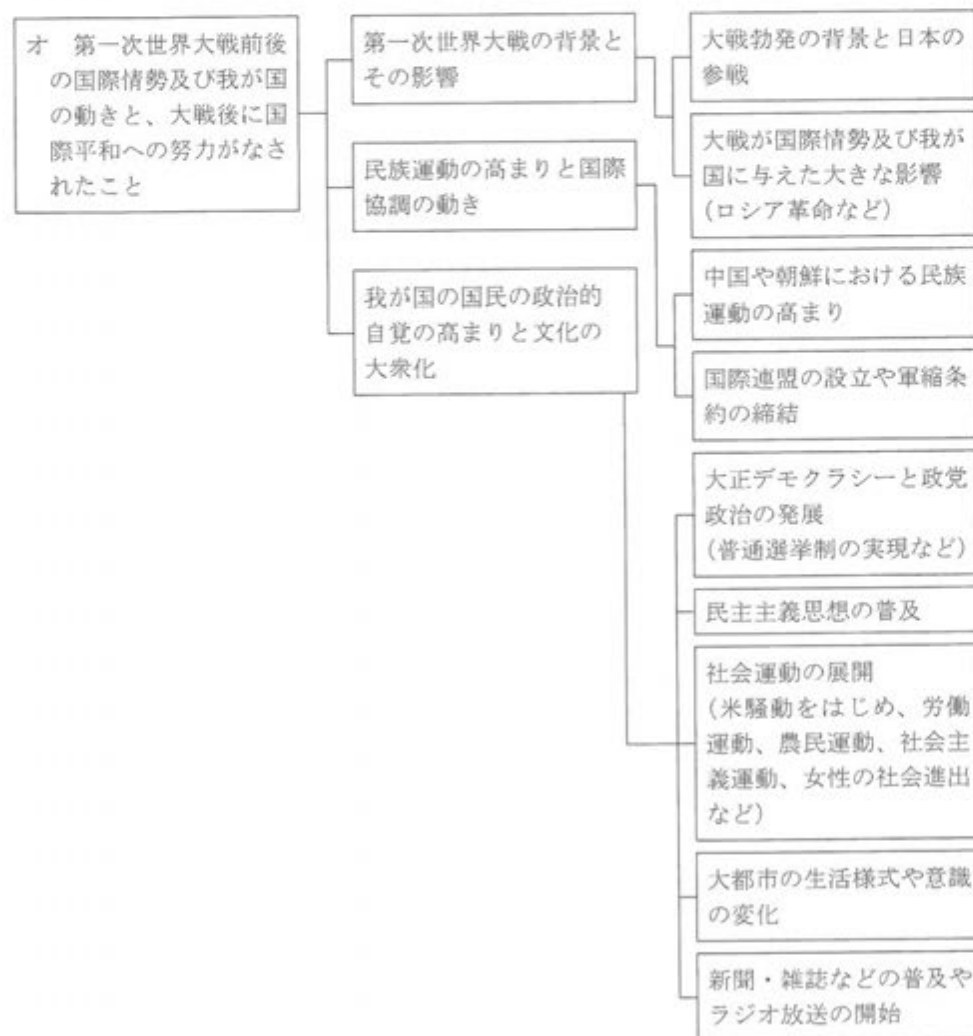 オ　第一次世界大戦前後
の国際情勢及び我が国
の動きと、大戦後に国
際平和への努力がなさ
れたこと
第一次世界大戦の背景と
その影響
民族運動の高まりと国際
協調の動き
我が国の国民の政治的
自覚の高まりと文化の
大衆化
大戦勃発の背景と日本の
参戦
大戦が国際情勢及び我が
国に与えた大きな影響
(ロシア革命など)
中国や朝鮮における民族
運動の高まり
国際連盟の設立や軍縮条
約の締結
大正デモクラシーと政党
政治の発展
(普通選挙制の実現など)
民主主義思想の普及
社会運動の展開
(米騒動をはじめ、労働
運動、農民運動、社会主
義運動、女性の社会進出
など)
大都市の生活様式や意識
の変化
新聞・雑誌などの普及や
ラジオ放送の開始